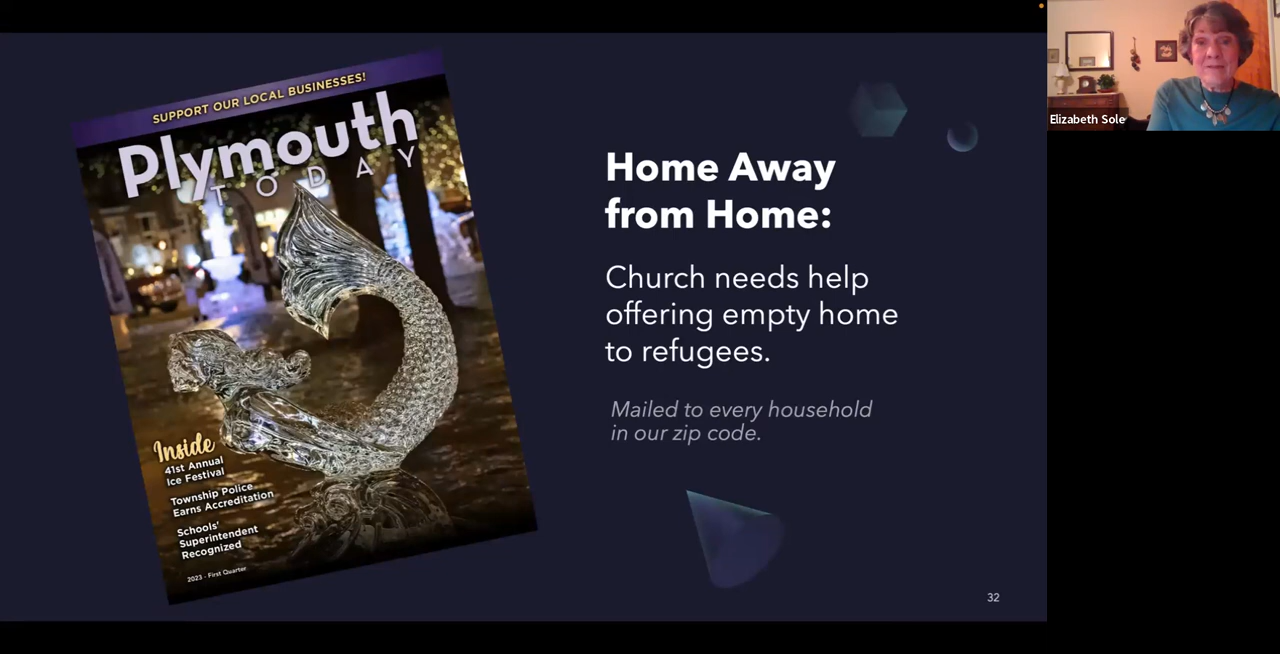 SUPPORT OUR LOCAL BUSINESSES!
Plymouth
TODAY
Inside
41st Annual
Ice Festival
Township Police
Earns Accreditation
Schools'
Superintendent
Recognized
2023 - First Quarter
Home Away
from Home:
Church needs help
offering empty home
to refugees.
Mailed to every household
in our zip code.
32
Elizabeth Sole